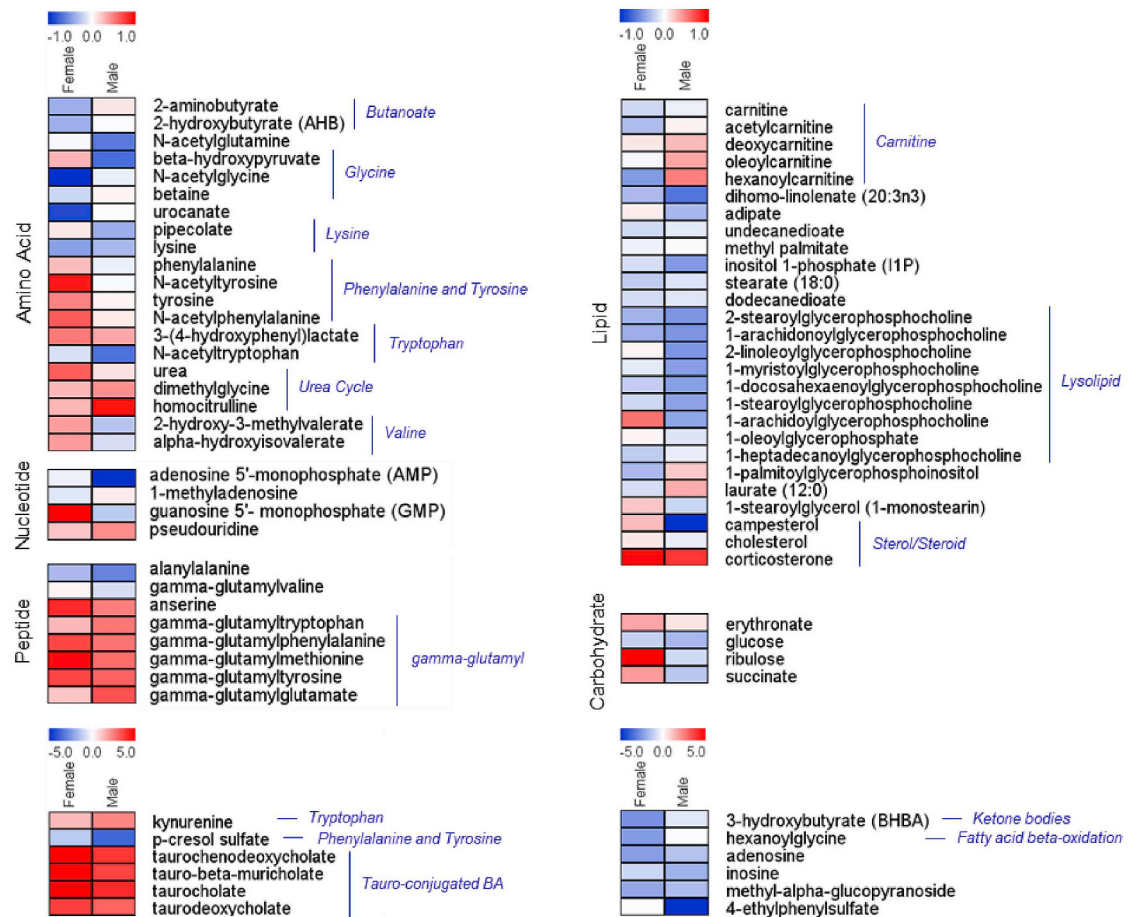 -1.0 0.0 1.0
Female
Male
Amino Acid
2-aminobutyrate
2-hydroxybutyrate (AHB)
Butanoate
N-acetylglutamine
beta-hydroxypyruvate
N-acetylglycine
betaine
Glycine
urocanate
pipecolate
lysine
Lysine
phenylalanine
N-acetyltyrosine
tyrosine
N-acetylphenylalanine
Phenylalanine and Tyrosine
3-(4-hydroxyphenyl)lactate
N-acetyltryptophan
Tryptophan
urea
dimethylglycine
homocitrulline
Urea Cycle
2-hydroxy-3-methylvalerate
alpha-hydroxyisovalerate
Valine
Nucleotide
adenosine 5'-monophosphate (AMP)
1-methyladenosine
guanosine 5'- monophosphate (GMP)
pseudouridine
Peptide
alanylalanine
gamma-glutamylvaline
anserine
gamma-glutamyltryptophan
gamma-glutamylphenylalanine
gamma-glutamylmethionine
gamma-glutamyltyrosine
gamma-glutamylglutamate
gamma-glutamyl
-5.0 0.0 5.0
Female
Male
kynurenine
Tryptophan
p-cresol sulfate
Phenylalanine and Tyrosine
taurochenodeoxycholate
tauro-beta-muricholate
taurocholate
taurodeoxycholate
Tauro-conjugated BA
-1.0 0.0 1.0
Female
Male
Lipid
carnitine
acetylcarnitine
deoxycarnitine
oleoylcarnitine
hexanoylcarnitine
Carnitine
dihomo-linolenate (20:3n3)
adipate
undecanedioate
methyl palmitate
inositol 1-phosphate (I1P)
stearate (18:0)
dodecanedioate
2-stearoylglycerophosphocholine
1-arachidonoylglycerophosphocholine
2-linoleoylglycerophosphocholine
1-myristoylglycerophosphocholine
1-docosahexaenoylglycerophosphocholine
1-stearoylglycerophosphocholine
1-arachidoylglycerophosphocholine
1-oleoylglycerophosphate
1-heptadecanoylglycerophosphocholine
Lysolipid
1-palmitoylglycerophosphoinositol
laurate (12:0)
1-stearoylglycerol (1-monostearin)
campesterol
cholesterol
corticosterone
Sterol/Steroid
Carbohydrate
erythronate
glucose
ribulose
succinate
-5.0 0.0 5.0
Female
Male
3-hydroxybutyrate (BHBA)
Ketone bodies
hexanoylglycine
Fatty acid beta-oxidation
adenosine
inosine
methyl-alpha-glucopyranoside
4-ethylphenylsulfate